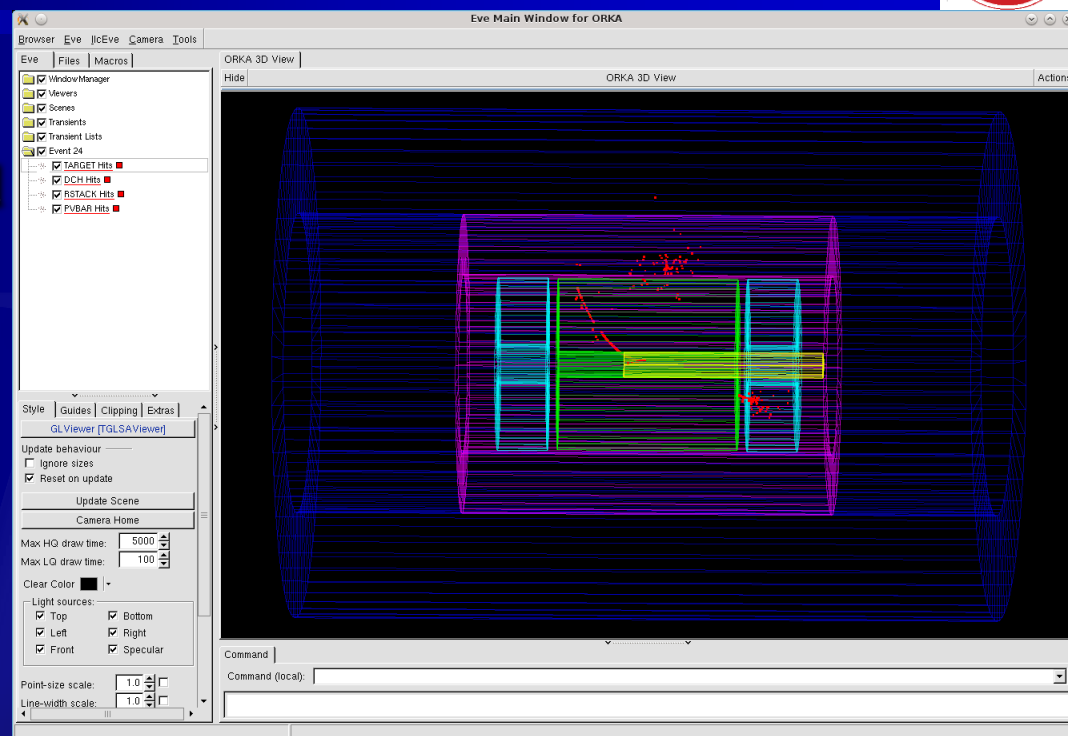 Eve Main Window for ORKA
Browser Eve IlcEve Camera Tools
Eve Files Macros
WindowManager
Viewers
Scenes
Transients
Transient Lists
Event 24
TARGET Hits
DCH Hits
RSTACK Hits
PVBAR Hits
ORKA 3D View
Hide ORKA 3D View Actions
Style Guides Clipping Extras
GLViewer [TGLSAViewer]
Update behaviour
Ignore sizes
Reset on update
Update Scene
Camera Home
Max HQ draw time: 5000
Max LQ draw time: 100
Clear Color
Light sources:
Top Bottom
Left Right
Front Specular
Point-size scale: 1.0
Line-width scale: 1.0
Command
Command (local):